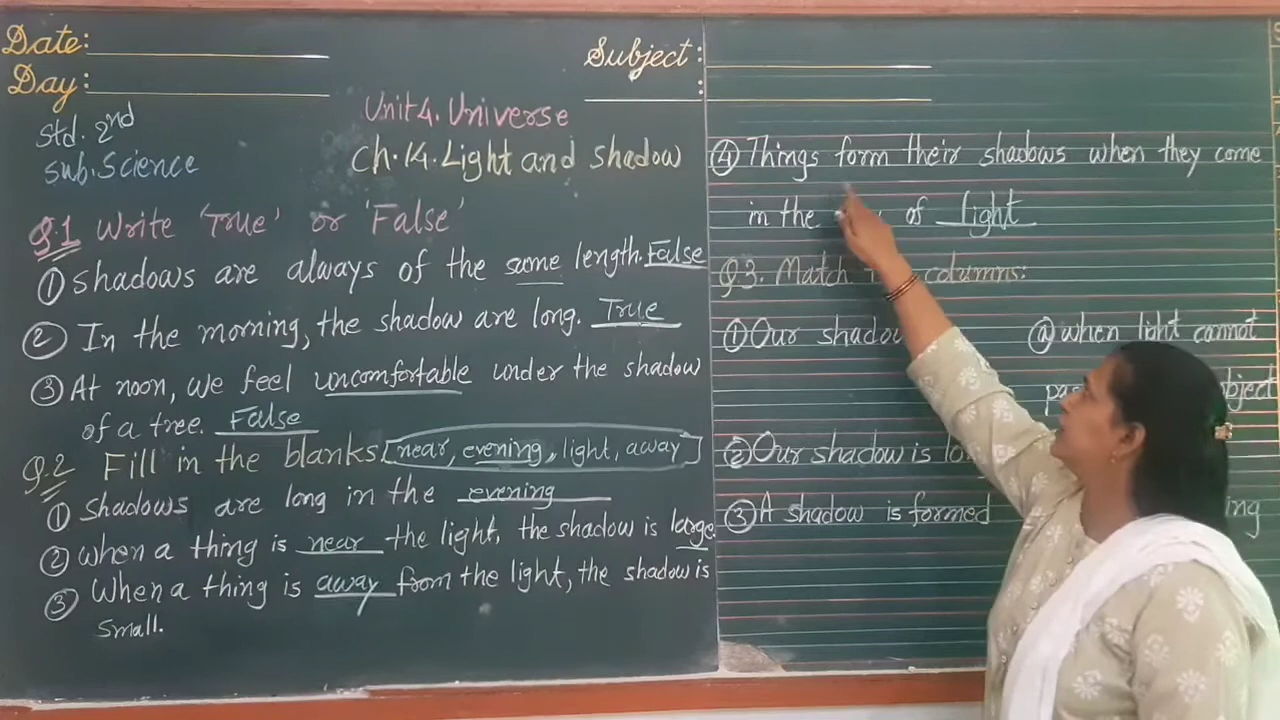 Date:
Day:
Subject:
Std. 2nd
Sub. Science
Unit 4. Universe
Ch.14. Light and Shadow
Q.1 Write 'True' or 'False'
① Shadows are always of the same length. False
② In the morning, the shadow are long. True
③ At noon, we feel uncomfortable under the shadow
of a tree. False
Q.2 Fill in the blanks. [near, evening, light, away]
① Shadows are long in the evening
② When a thing is near the light, the shadow is large
③ When a thing is away from the light, the shadow is
small.
④ Things form their shadows when they come
in the of light
Q3. Match columns:
① Our shadow
ⓐ when light cannot
object
② Our shadow is
③ A shadow is formed